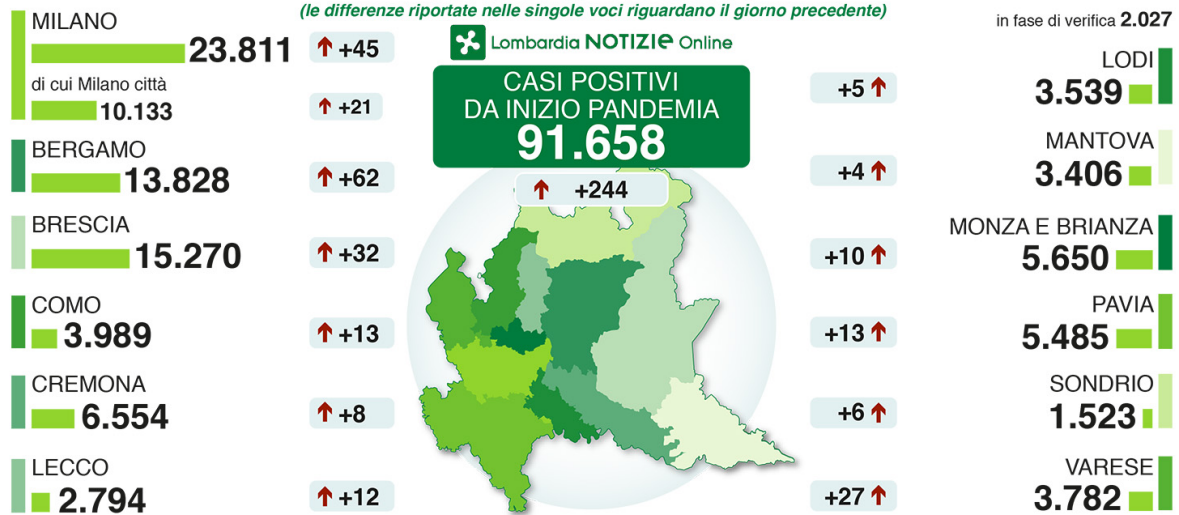 (le differenze riportate nelle singole voci riguardano il giorno precedente)
Lombardia NOTIZIE Online
CASI POSITIVI
DA INIZIO PANDEMIA
91.658
+244
MILANO
23.811
+45
di cui Milano città
10.133
+21
BERGAMO
13.828
+62
BRESCIA
15.270
+32
COMO
3.989
+13
CREMONA
6.554
+8
LECCO
2.794
+12
in fase di verifica 2.027
LODI
3.539
+5
MANTOVA
3.406
+4
MONZA E BRIANZA
5.650
+10
PAVIA
5.485
+13
SONDRIO
1.523
+6
VARESE
3.782
+27